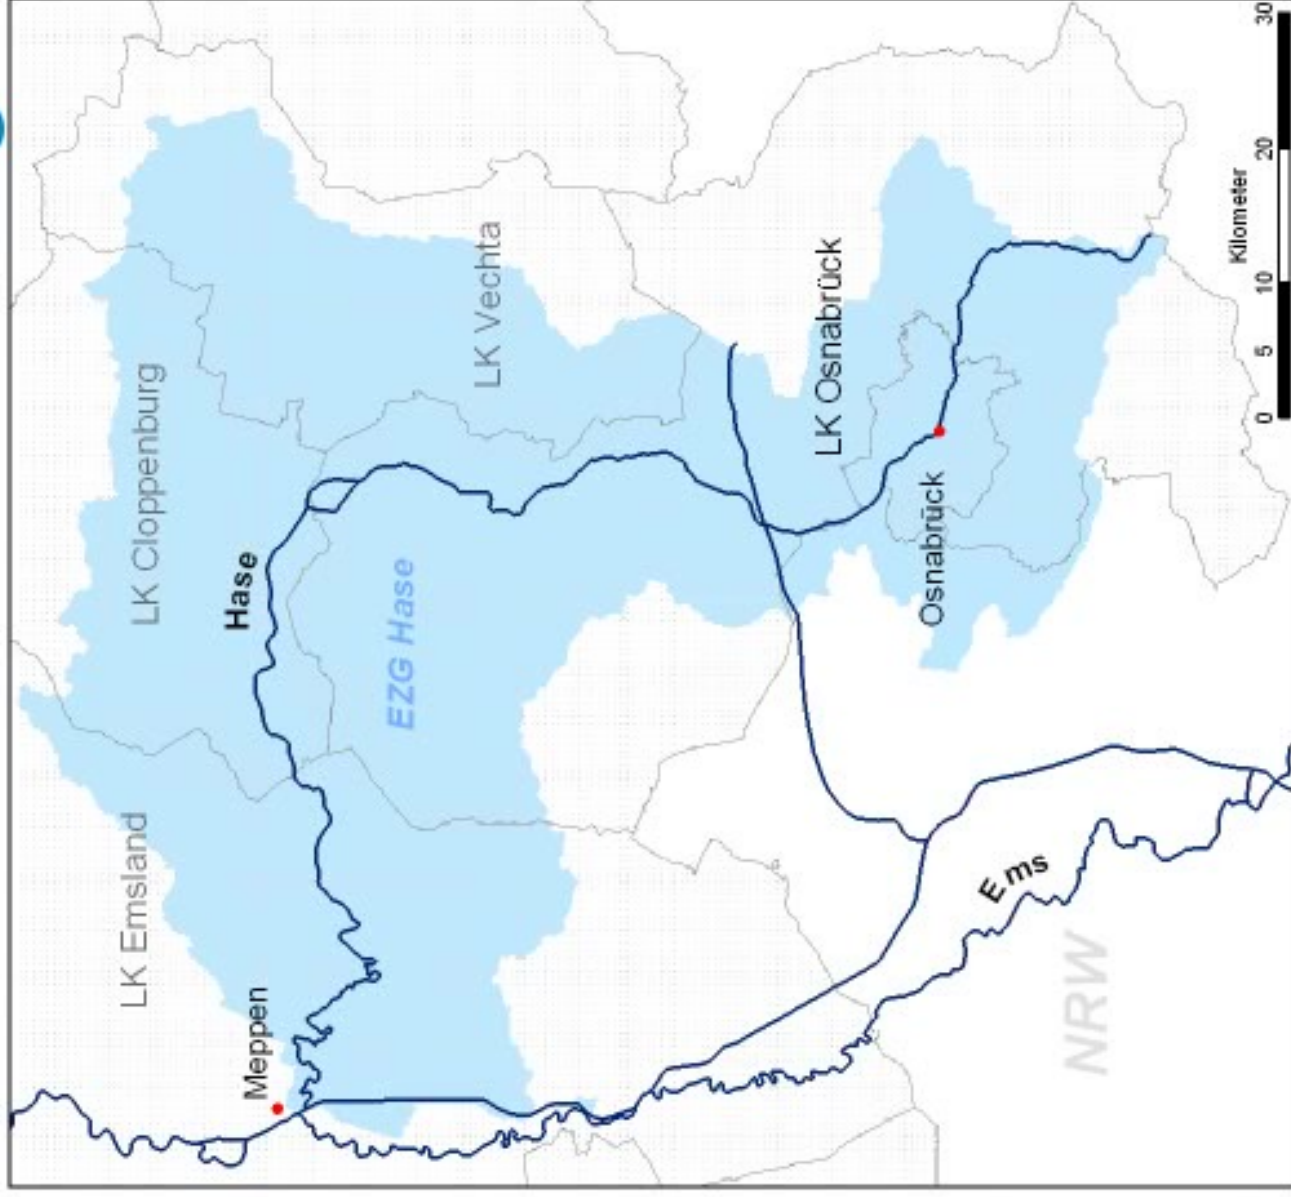 LK Emsland
LK Cloppenburg
Meppen
Hase
EZG Hase
LK Vechta
LK Osnabrück
Osnabrück
Ems
NRW
Kilometer
0 5 10 20 30